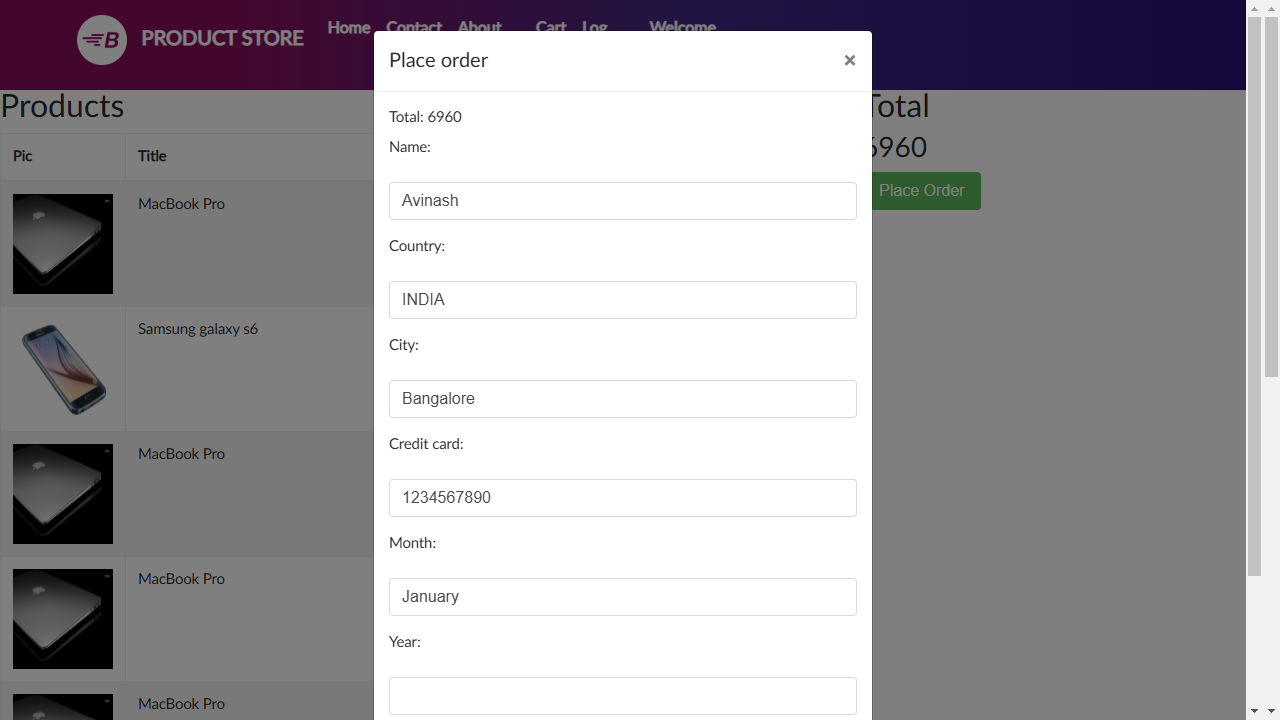 B PRODUCT STORE
Home Contact About Cart Log Welcome
Place order ×
Products
Total: 6960
Total
Name:
6960
Pic Title
Place Order
Avinash
MacBook Pro
Country:
INDIA
Samsung galaxy s6
City:
Bangalore
Credit card:
MacBook Pro
1234567890
Month:
MacBook Pro
January
Year:
MacBook Pro